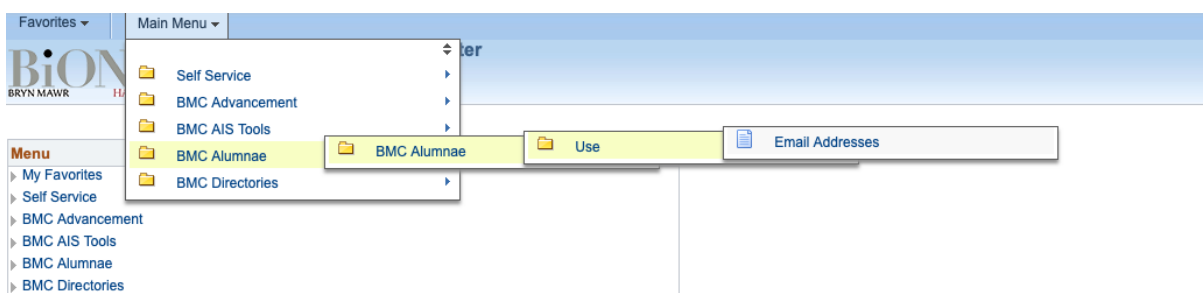 Favorites Main Menu
ter
BiON
BRYN MAWR
Self Service
BMC Advancement
BMC AIS Tools
BMC Alumnae BMC Alumnae Use Email Addresses
BMC Directories
Menu
My Favorites
Self Service
BMC Advancement
BMC AIS Tools
BMC Alumnae
BMC Directories